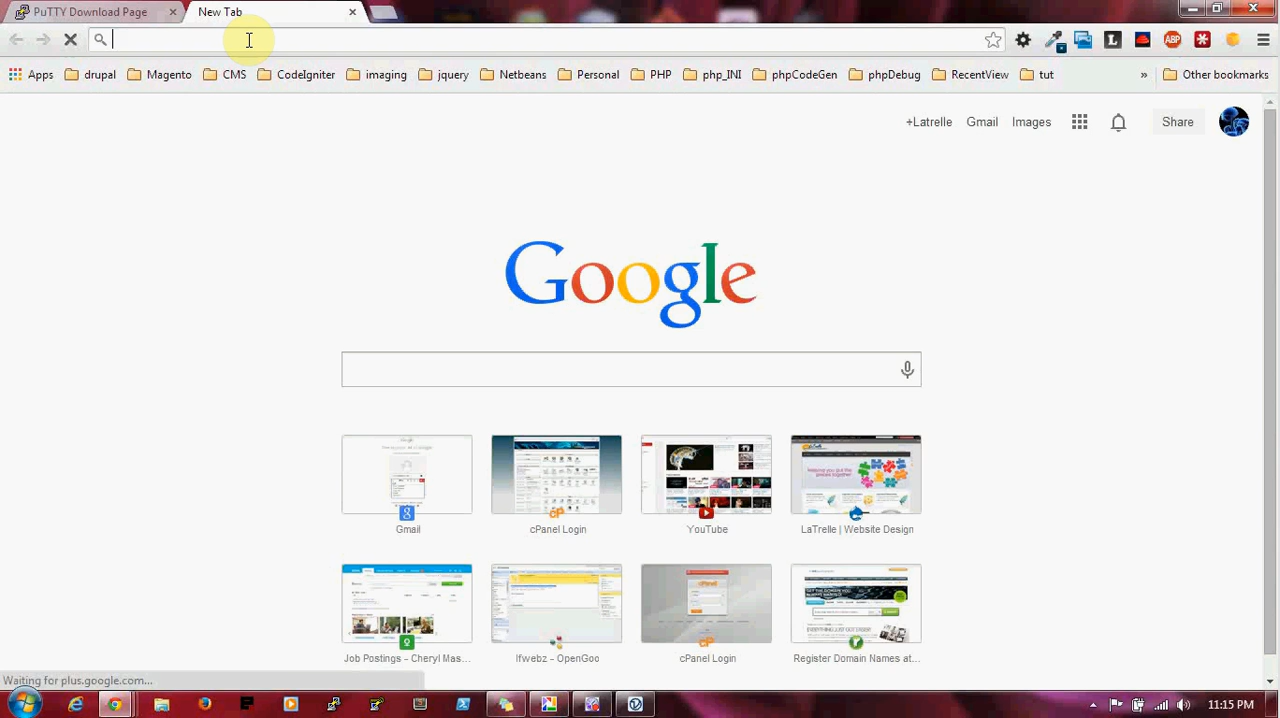 PuTTY Download Page
New Tab
Apps drupal Magento CMS CodeIgniter imaging jquery Netbeans Personal PHP php_INI phpCodeGen phpDebug RecentView tut » Other bookmarks
+Latrelle Gmail Images Share
Google
Gmail cPanel Login YouTube LaTrelle | Website Design
Job Postings - Cheryl Mas... lfwebz - OpenGoo cPanel Login Register Domain Names at...
Waiting for plus.google.com...
11:15 PM